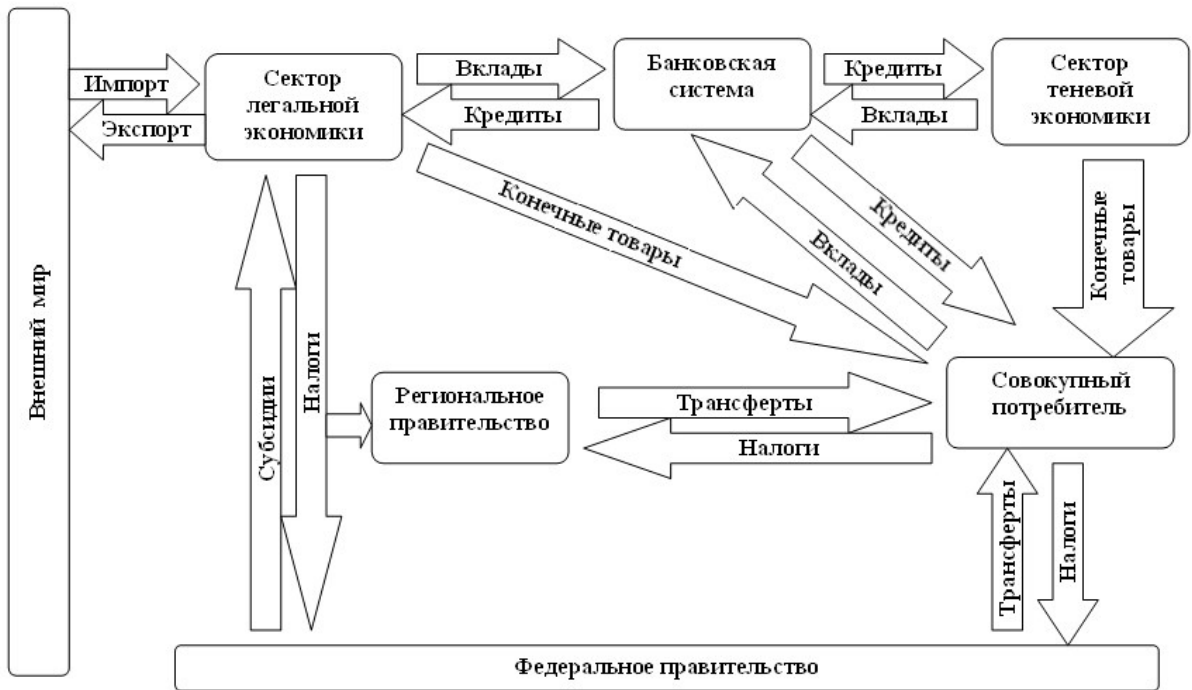 Внешний мир
Импорт
Экспорт
Сектор
легальной
экономики
Вклады
Кредиты
Банковская
система
Кредиты
Вклады
Сектор
теневой
экономики
Конечные товары
Вклады
Кредиты
Конечные
товары
Субсидии
Налоги
Региональное
правительство
Трансферты
Налоги
Совокупный
потребитель
Трансферты
Налоги
Федеральное правительство